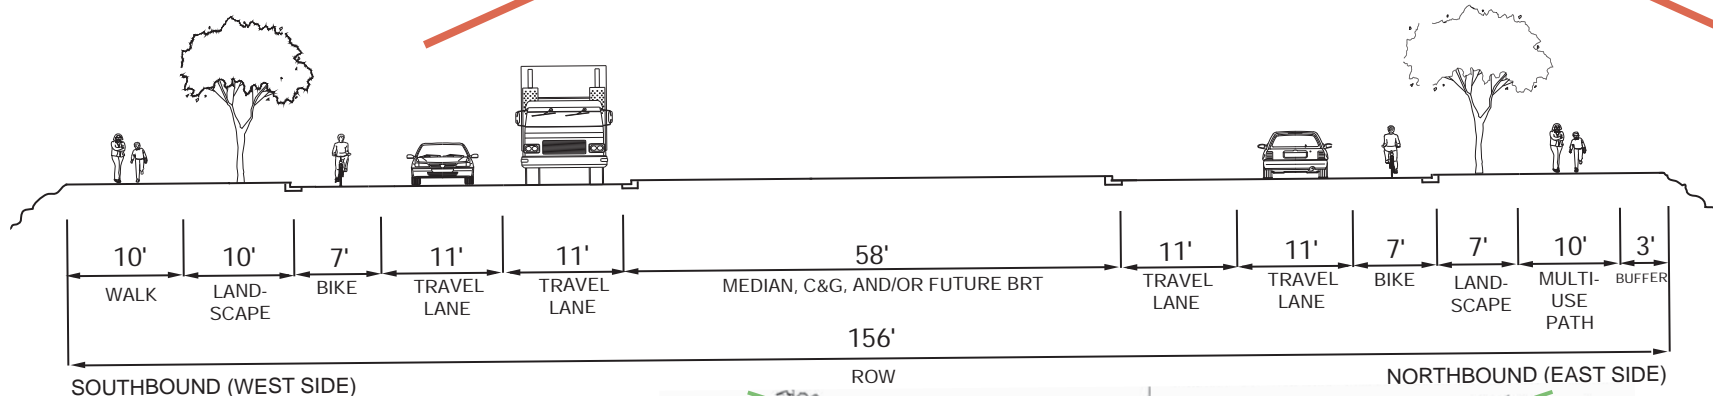 10' 10' 7' 11' 11' 58' 11' 11' 7' 7' 10' 3'
WALK
LAND-
SCAPE
BIKE
TRAVEL
LANE
TRAVEL
LANE
MEDIAN, C&G, AND/OR FUTURE BRT
TRAVEL
LANE
TRAVEL
LANE
BIKE
LAND-
SCAPE
MULTI-
USE
PATH
BUFFER
156'
ROW
SOUTHBOUND (WEST SIDE)
NORTHBOUND (EAST SIDE)